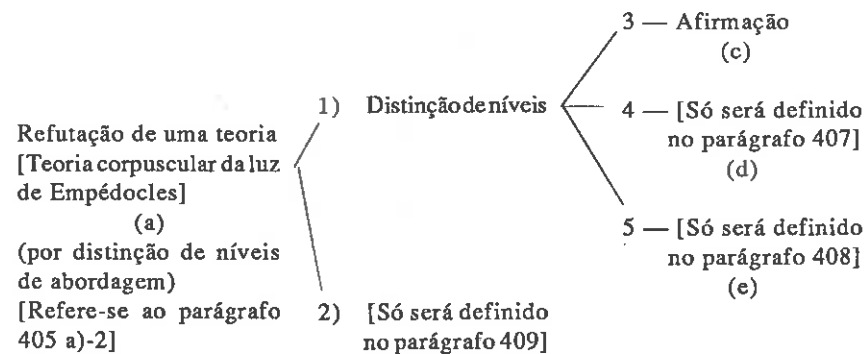 Refutação de uma teoria
[Teoria corpuscular da luz
de Empédocles]
(a)
(por distinção de níveis
de abordagem)
[Refere-se ao parágrafo
405 a)-2]
1) Distinção de níveis
3 — Afirmação
(c)
4 — [Só será definido
no parágrafo 407]
(d)
5 — [Só será definido
no parágrafo 408]
(e)
2) [Só será definido
no parágrafo 409]